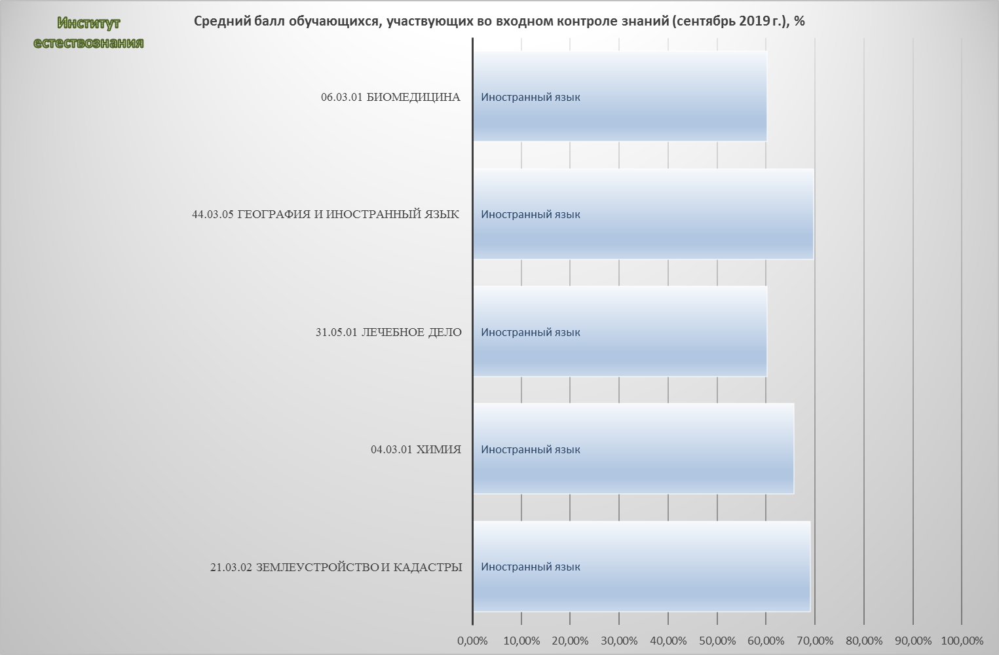 Институт
естествознания
Средний балл обучающихся, участвующих во входном контроле знаний (сентябрь 2019 г.), %
06.03.01 БИОМЕДИЦИНА
Иностранный язык
44.03.05 ГЕОГРАФИЯ И ИНОСТРАННЫЙ ЯЗЫК
Иностранный язык
31.05.01 ЛЕЧЕБНОЕ ДЕЛО
Иностранный язык
04.03.01 ХИМИЯ
Иностранный язык
21.03.02 ЗЕМЛЕУСТРОЙСТВО И КАДАСТРЫ
Иностранный язык
0,00% 10,00% 20,00% 30,00% 40,00% 50,00% 60,00% 70,00% 80,00% 90,00% 100,00%